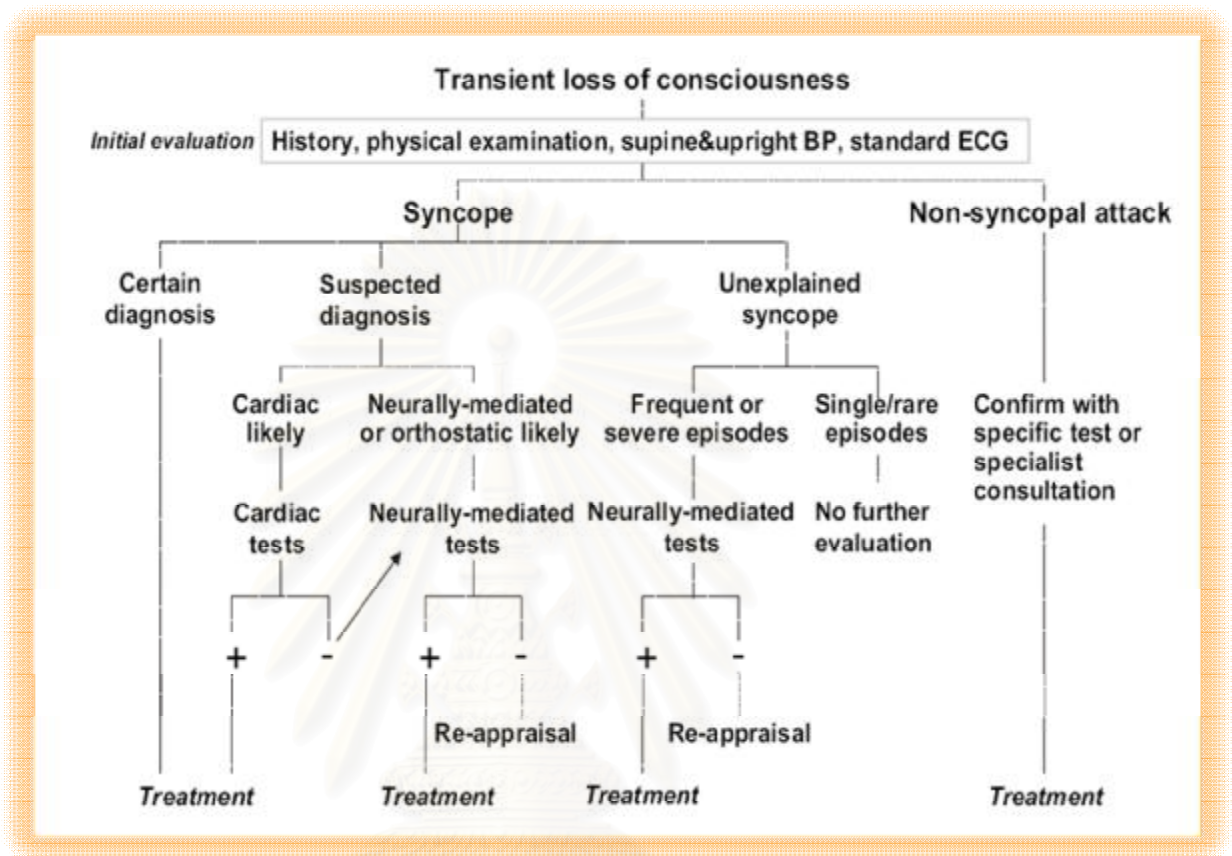 Transient loss of consciousness
Initial evaluation
History, physical examination, supine&upright BP, standard ECG
Syncope
Non-syncopal attack
Certain
diagnosis
Suspected
diagnosis
Unexplained
syncope
Cardiac
likely
Neurally-mediated
or orthostatic likely
Frequent or
severe episodes
Single/rare
episodes
Confirm with
specific test or
specialist
consultation
Cardiac
tests
Neurally-mediated
tests
Neurally-mediated
tests
No further
evaluation
+
-
+
-
+
-
Re-appraisal
Re-appraisal
Treatment
Treatment
Treatment
Treatment